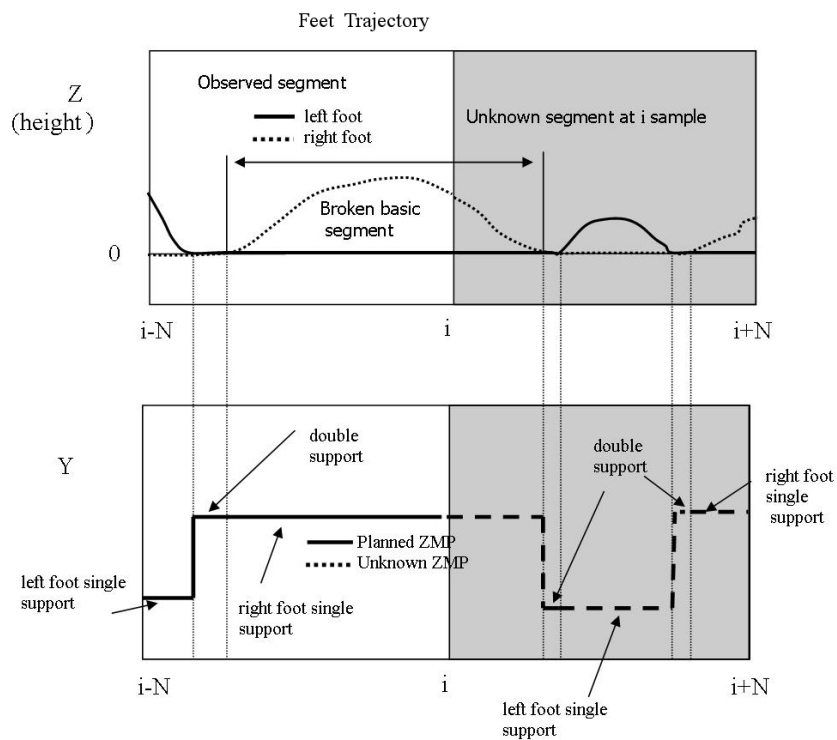 Feet Trajectory
Z
(height)
Observed segment
left foot
right foot
Unknown segment at i sample
Broken basic
segment
0
i-N
i
i+N
Y
double
support
double
support
right foot
single
support
Planned ZMP
Unknown ZMP
left foot single
support
right foot single
support
i-N
i
i+N
left foot single
support